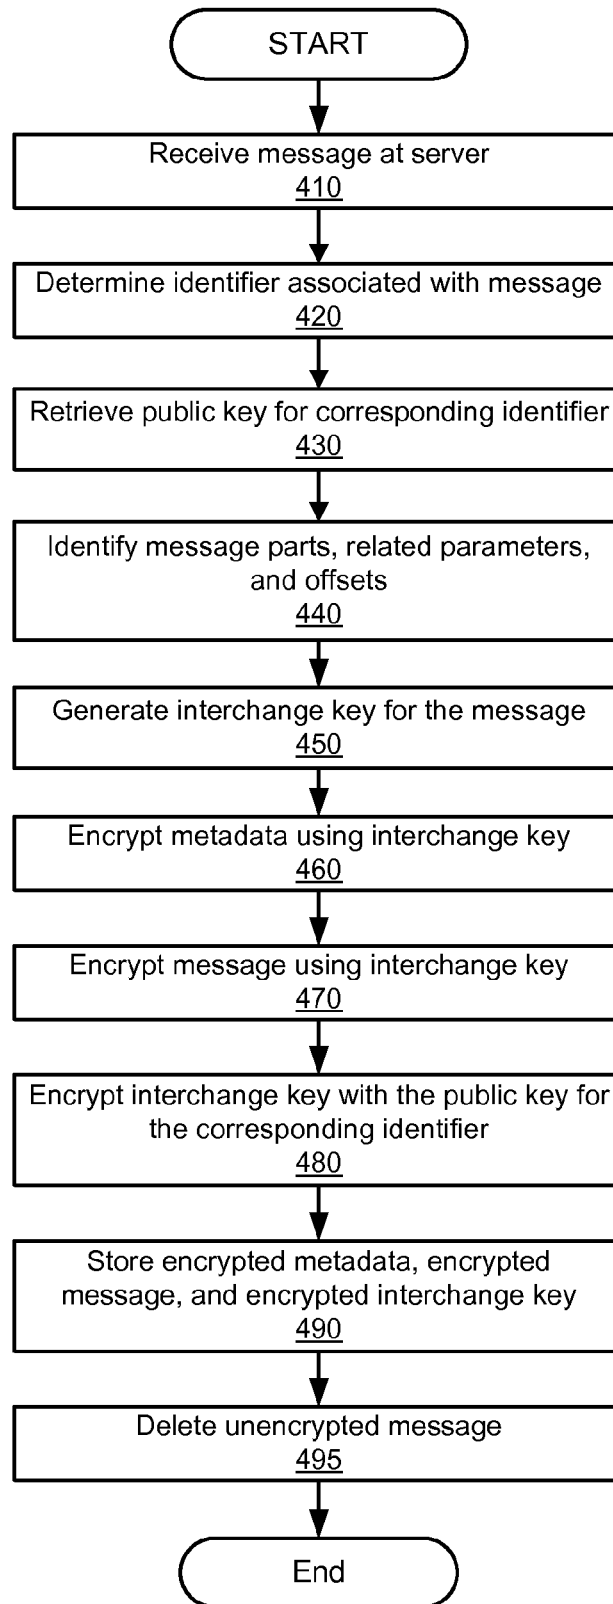 START
Receive message at server
410
Determine identifier associated with message
420
Retrieve public key for corresponding identifier
430
Identify message parts, related parameters,
and offsets
440
Generate interchange key for the message
450
Encrypt metadata using interchange key
460
Encrypt message using interchange key
470
Encrypt interchange key with the public key for
the corresponding identifier
480
Store encrypted metadata, encrypted
message, and encrypted interchange key
490
Delete unencrypted message
495
End